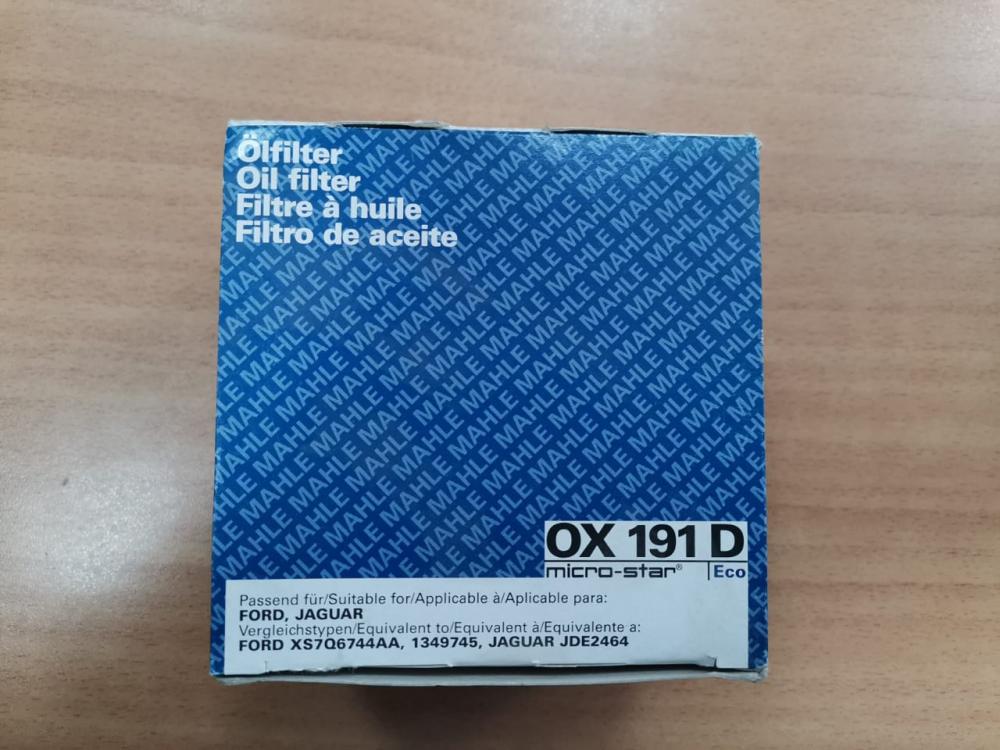 Ölfilter
Oil filter
Filtre à huile
Filtro de aceite
MAHLE
OX 191 D
micro-star® Eco
Passend für/Suitable for/Applicable à/Aplicable para:
FORD, JAGUAR
Vergleichstypen/Equivalent to/Equivalent à/Equivalente a:
FORD XS7Q6744AA, 1349745, JAGUAR JDE2464